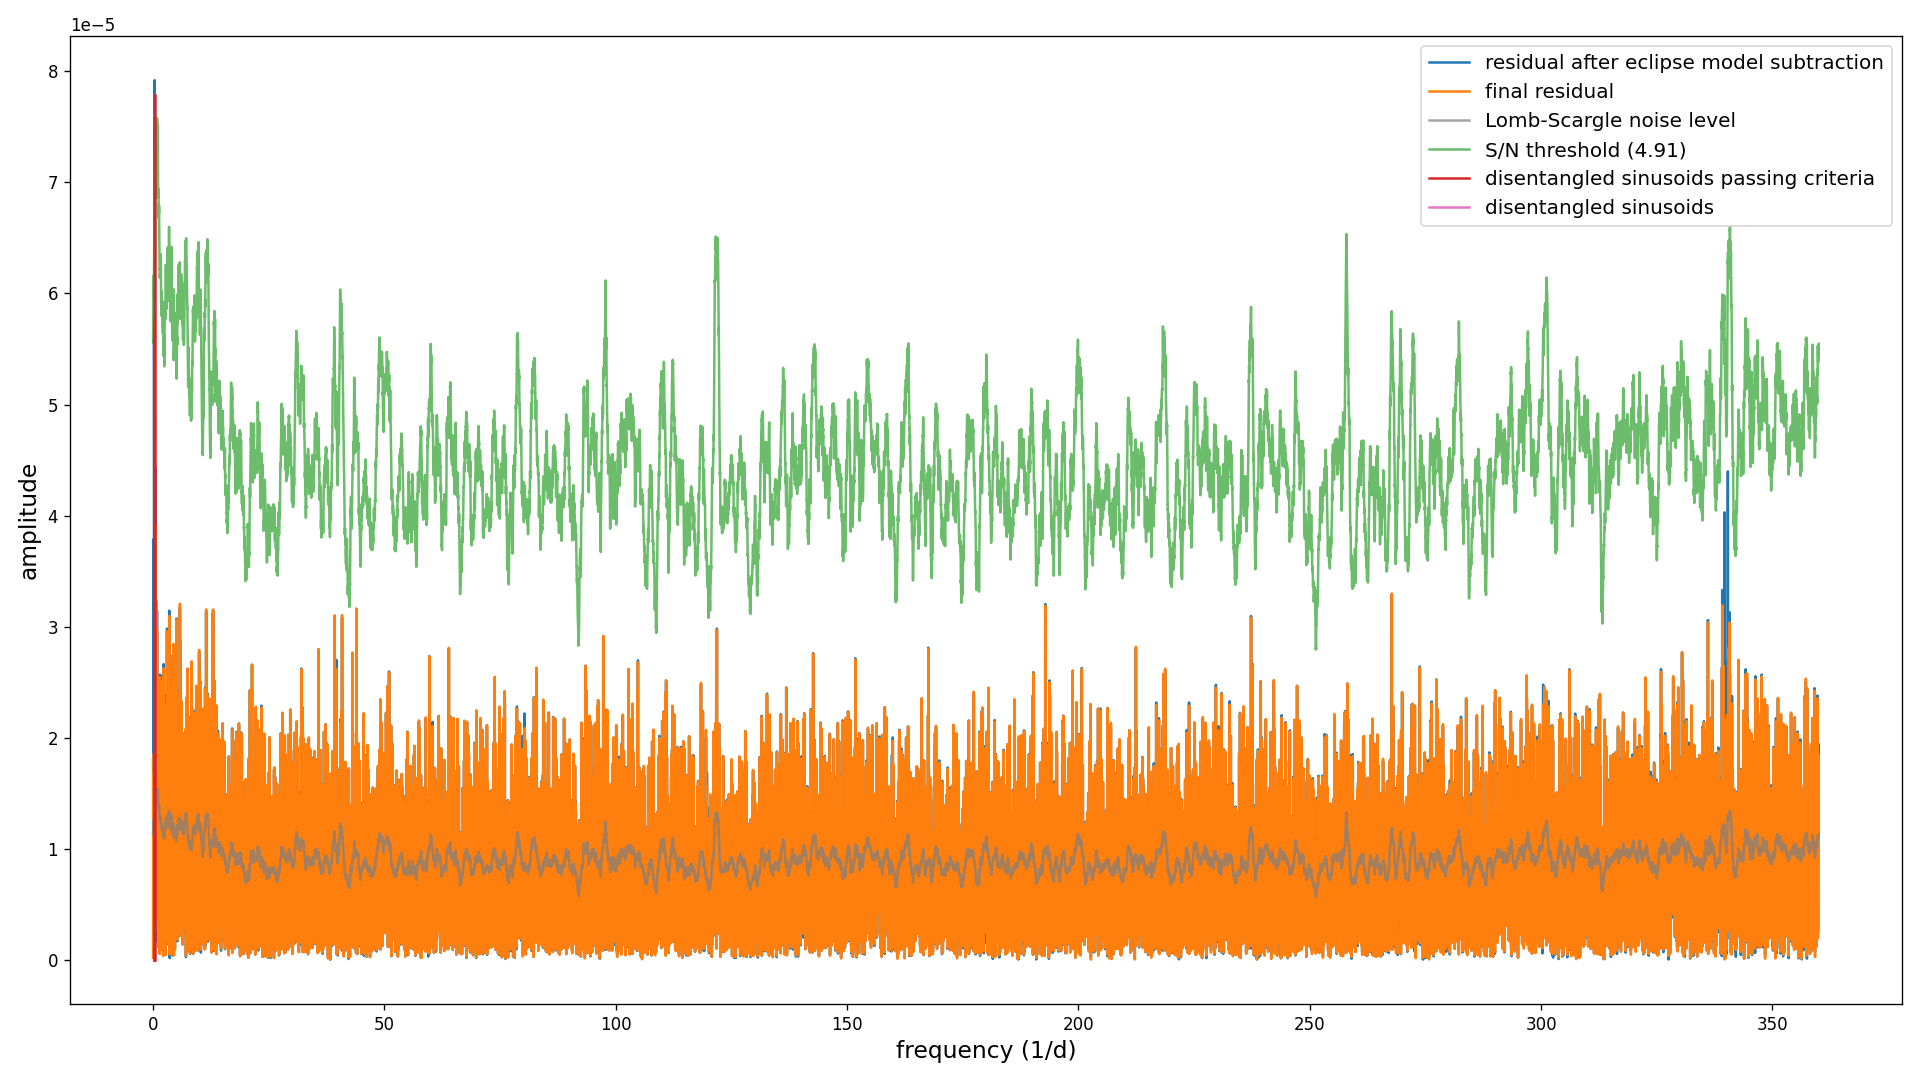 1e−5
residual after eclipse model subtraction
final residual
Lomb-Scargle noise level
S/N threshold (4.91)
disentangled sinusoids passing criteria
disentangled sinusoids
8
7
6
5
4
3
2
1
0
amplitude
0
50
100
150
200
250
300
350
frequency (1/d)